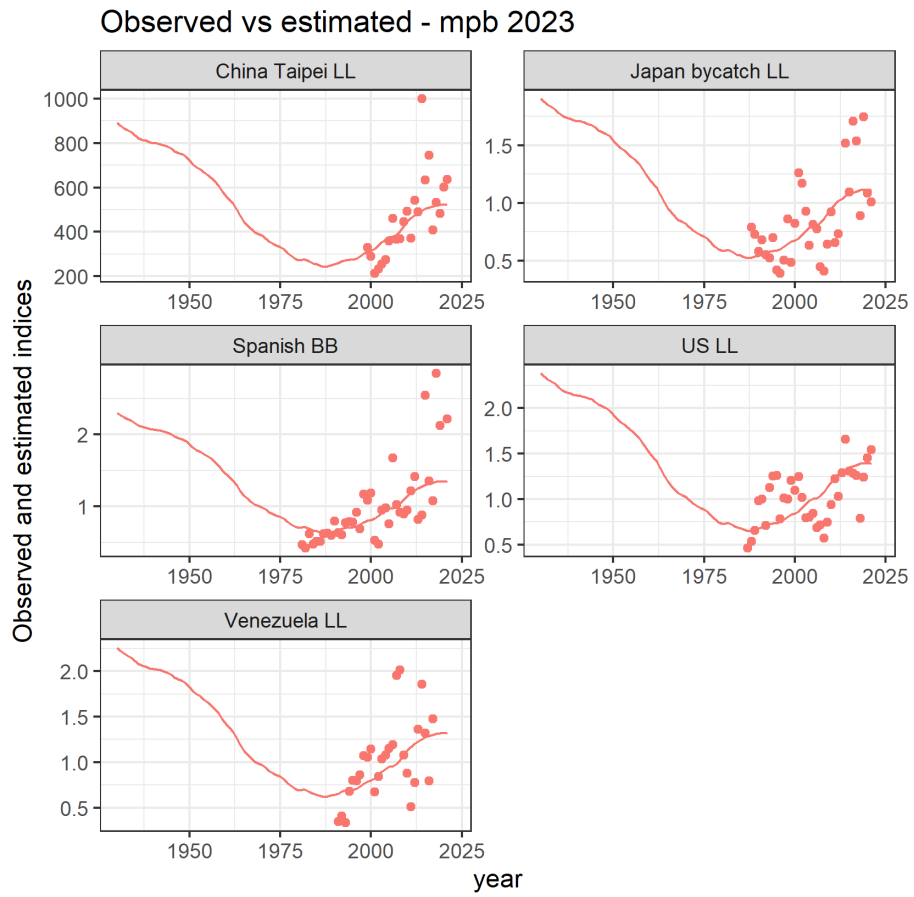 Observed vs estimated - mpb 2023
China Taipei LL
Japan bycatch LL
1000
800
600
400
200
1950 1975 2000 2025
1.5
1.0
0.5
1950 1975 2000 2025
Spanish BB
US LL
2
1
1950 1975 2000 2025
2.0
1.5
1.0
0.5
1950 1975 2000 2025
Venezuela LL
2.0
1.5
1.0
0.5
1950 1975 2000 2025
Observed and estimated indices
year